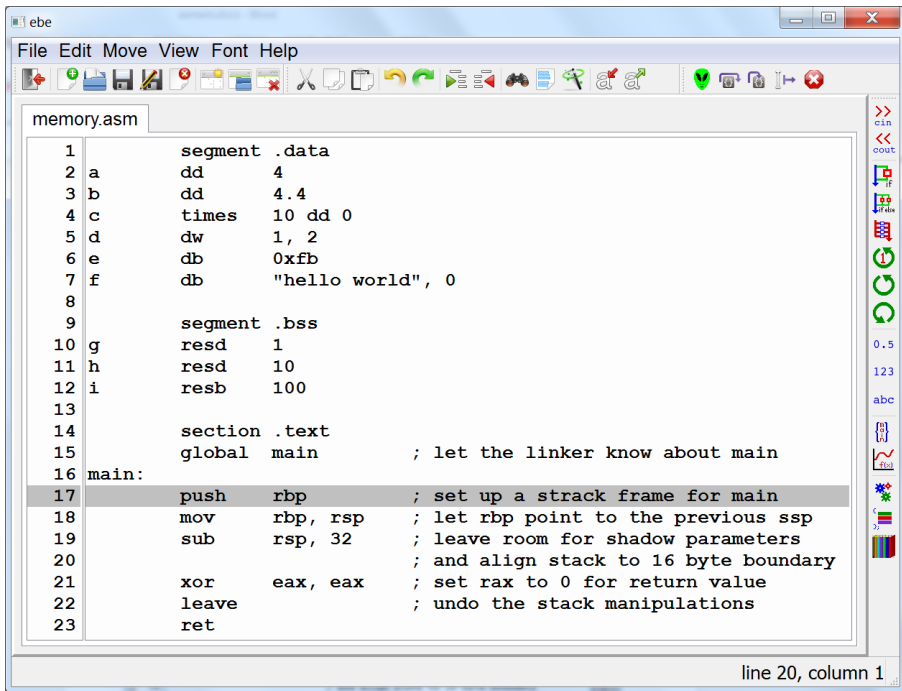 ebe
File Edit Move View Font Help
memory.asm
1 segment .data
2 a dd 4
3 b dd 4.4
4 c times 10 dd 0
5 d dw 1, 2
6 e db 0xfb
7 f db "hello world", 0
8
9 segment .bss
10 g resd 1
11 h resd 10
12 i resb 100
13
14 section .text
15 global main ; let the linker know about main
16 main:
17 push rbp ; set up a strack frame for main
18 mov rbp, rsp ; let rbp point to the previous ssp
19 sub rsp, 32 ; leave room for shadow parameters
20 ; and align stack to 16 byte boundary
21 xor eax, eax ; set rax to 0 for return value
22 leave ; undo the stack manipulations
23 ret
cin
cout
if
if else
1
0.5
123
abc
f(x)
line 20, column 1